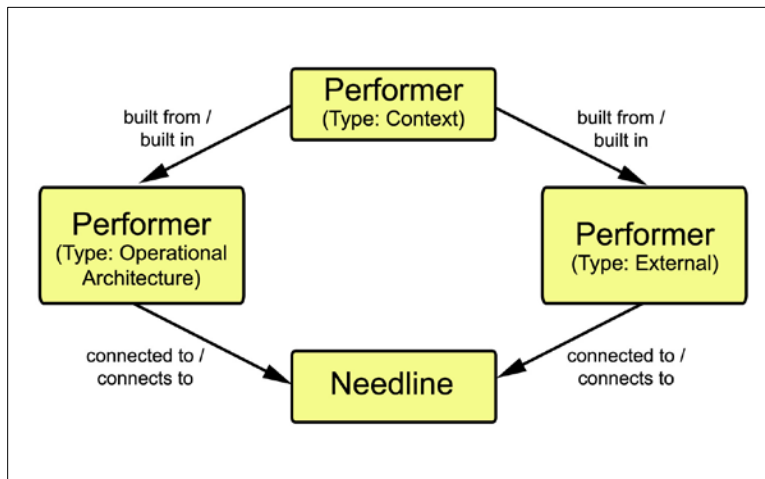 Performer
(Type: Context)
built from /
built in
built from /
built in
Performer
(Type: Operational
Architecture)
Performer
(Type: External)
connected to /
connects to
Needline
connected to /
connects to